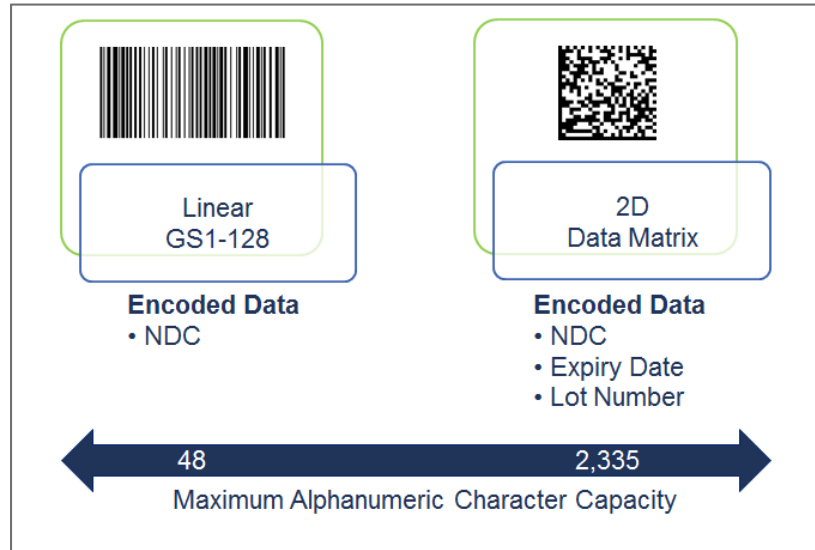 Linear
GS1-128
2D
Data Matrix
Encoded Data
• NDC
Encoded Data
• NDC
• Expiry Date
• Lot Number
48
2,335
Maximum Alphanumeric Character Capacity